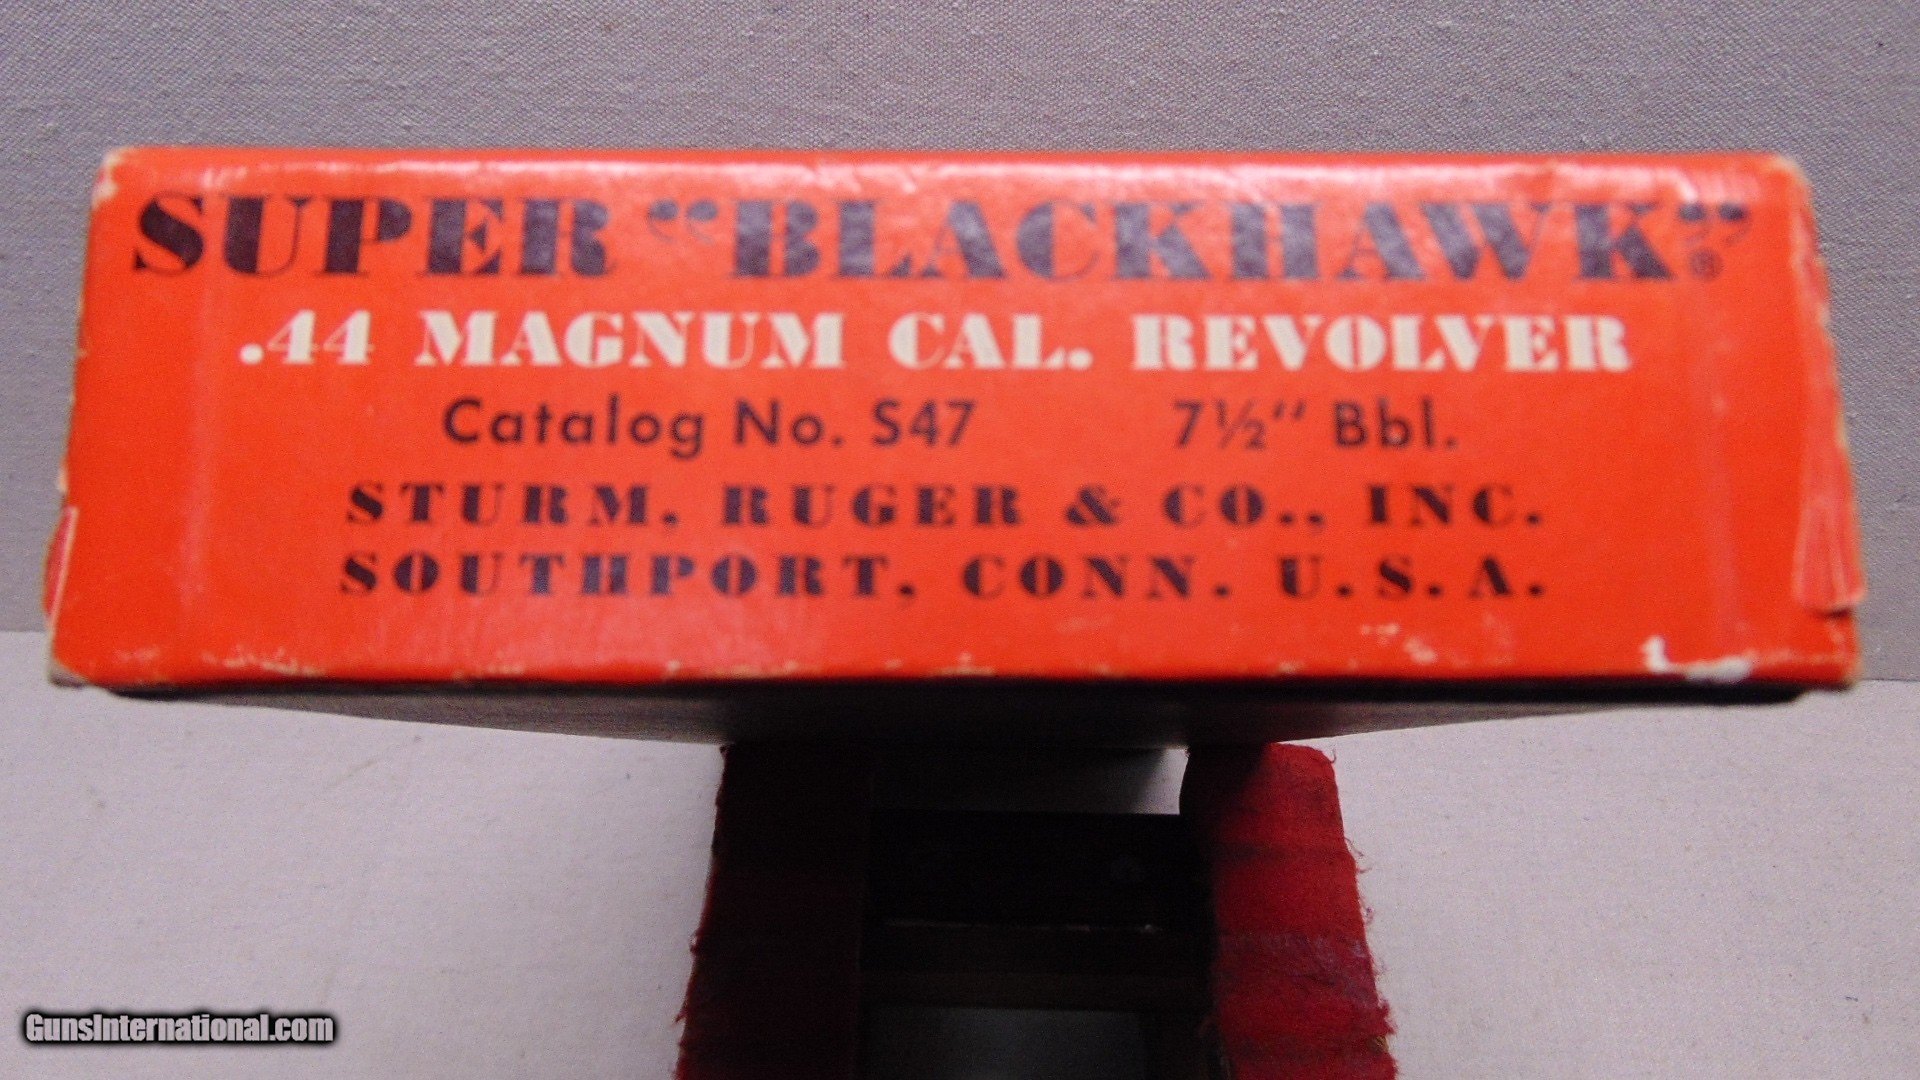 SUPER “BLACKHAWK”®
.44 MAGNUM CAL. REVOLVER
Catalog No. S47 7½" Bbl.
STURM, RUGER & CO., INC.
SOUTHPORT, CONN. U.S.A.
GunsInternational.com